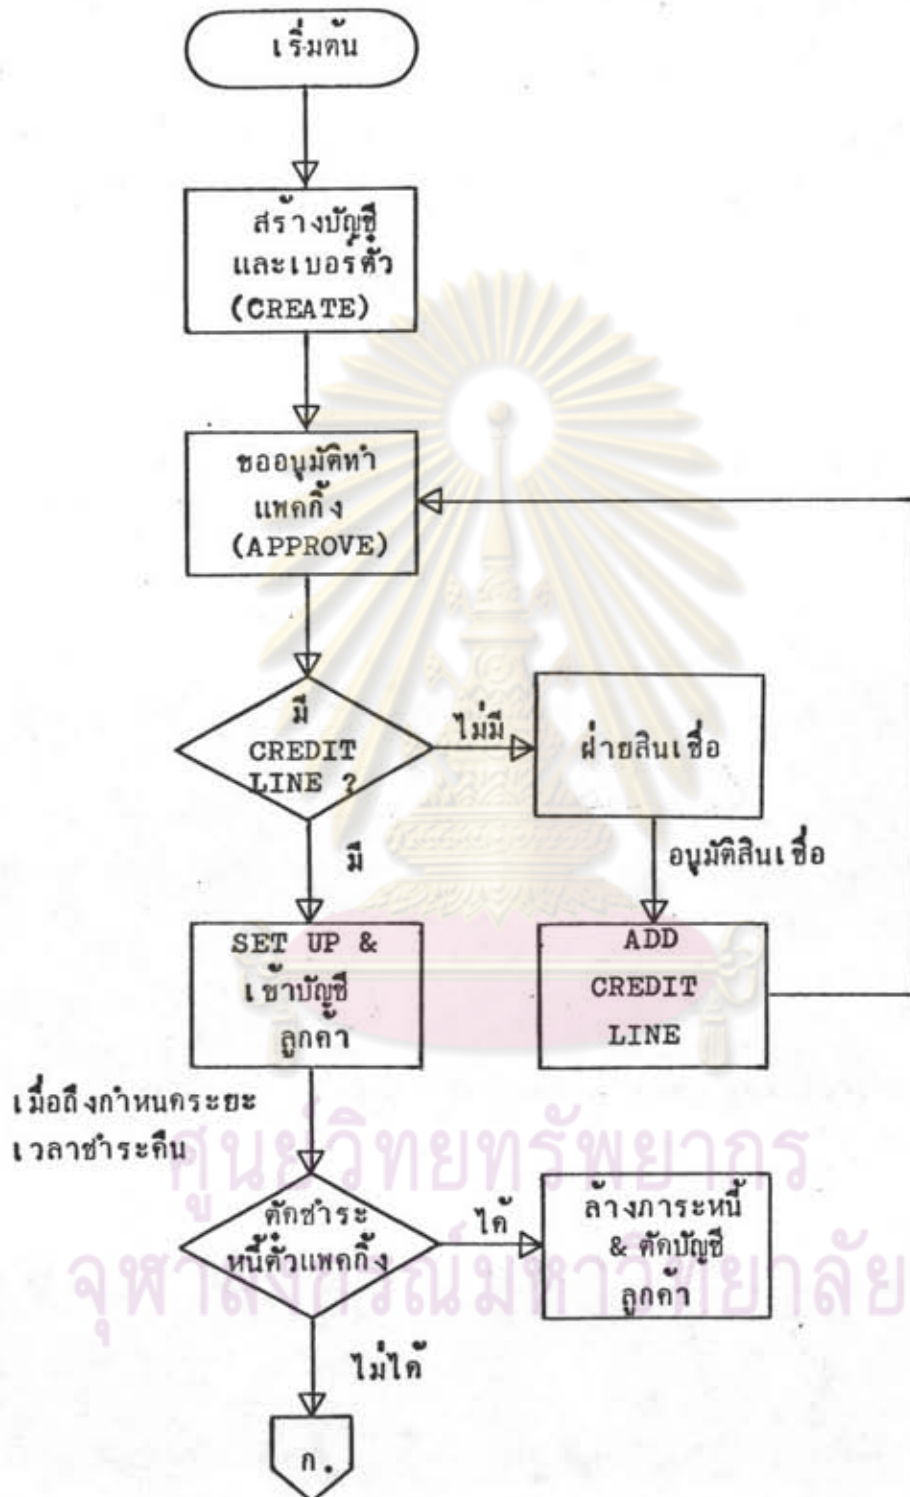 เริ่มต้น
สร้างบัญชี
และเบอร์ตั๋ว
(CREATE)
ขออนุมัติทำ
แพคกิ้ง
(APPROVE)
มี
CREDIT
LINE ?
ไม่มี
ฝ่ายสินเชื่อ
มี
อนุมัติสินเชื่อ
SET UP &
เข้าบัญชี
ลูกค้า
ADD
CREDIT
LINE
เมื่อถึงกำหนดระยะ
เวลาชำระคืน
ตัดชำระ
หนี้ตั๋วแพคกิ้ง
ได้
ล้างภาระหนี้
& ตัดบัญชี
ลูกค้า
ไม่ได้
ก.
ศูนย์วิทยทรัพยากร
จุฬาลงกรณ์มหาวิทยาลัย